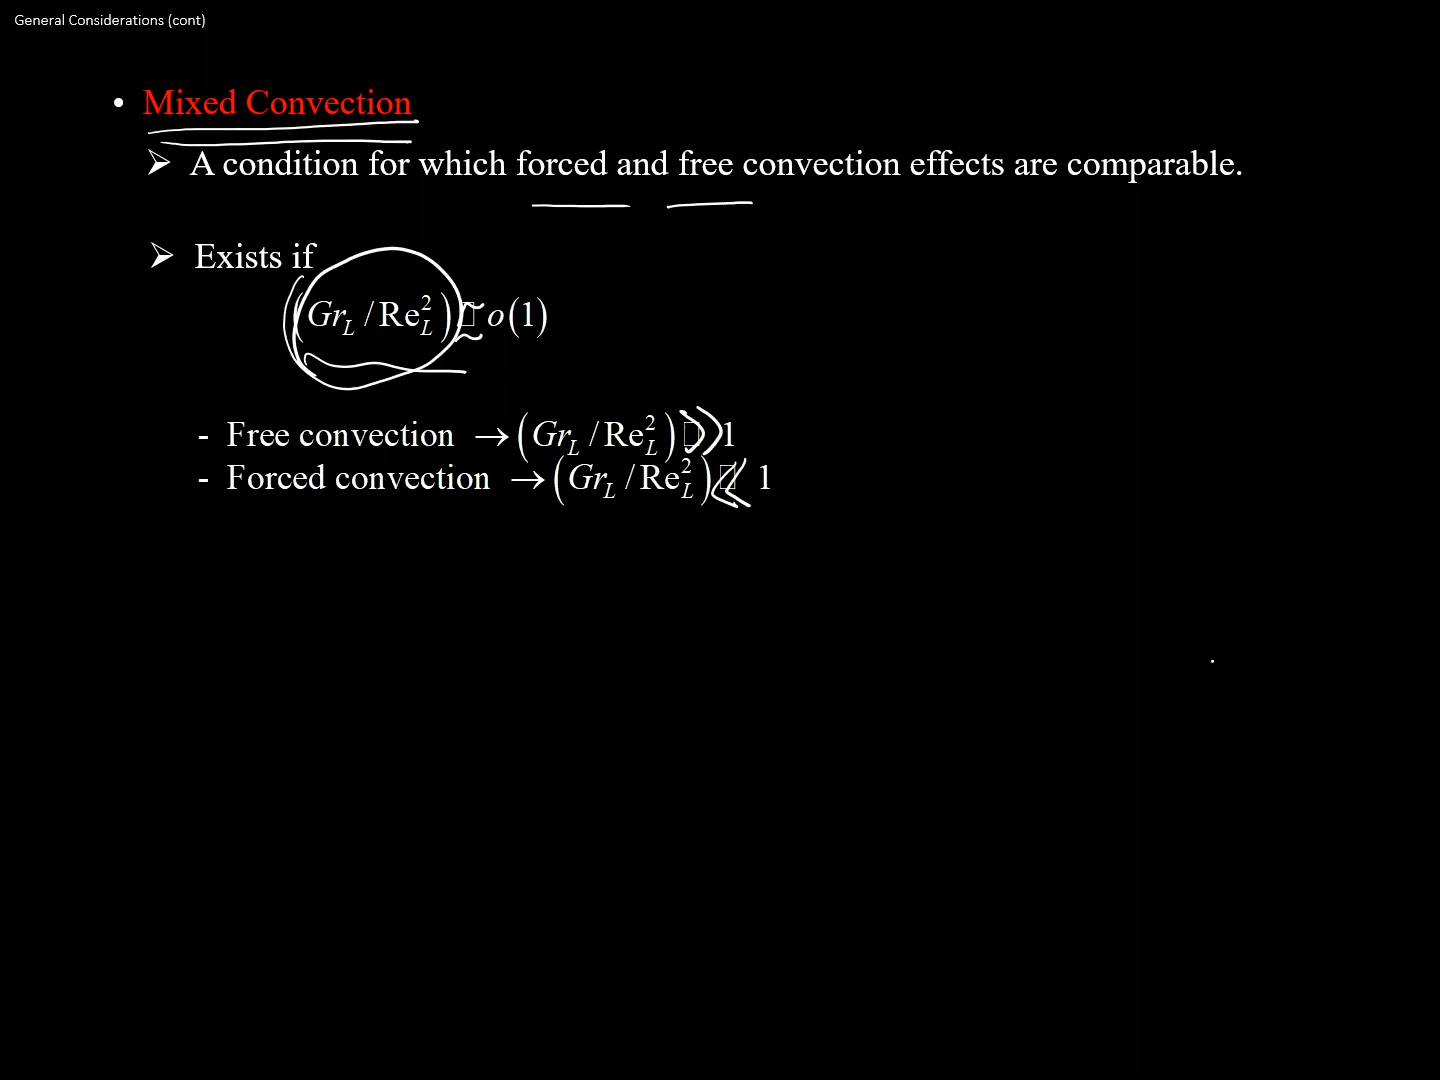 General Considerations (cont)
• Mixed Convection
➢ A condition for which forced and free convection effects are comparable.
➢ Exists if
(Gr_L / Re_L^2) ≈ o(1)
- Free convection → (Gr_L / Re_L^2) >> 1
- Forced convection → (Gr_L / Re_L^2) << 1